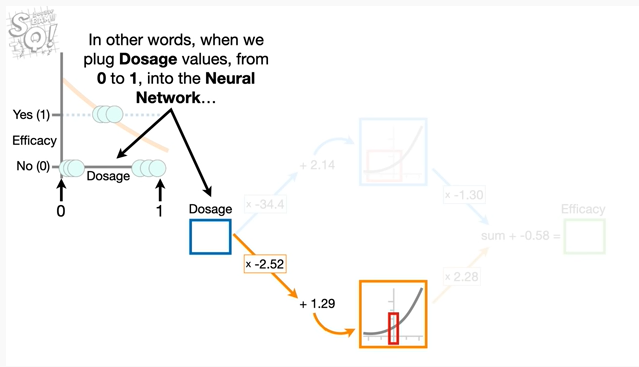 SQ!
In other words, when we
plug Dosage values, from
0 to 1, into the Neural
Network…
Yes (1)
Efficacy
No (0)
Dosage
0
1
Dosage
x -34.4
+ 2.14
x -1.30
Efficacy
sum + -0.58 =
x -2.52
+ 1.29
x 2.28